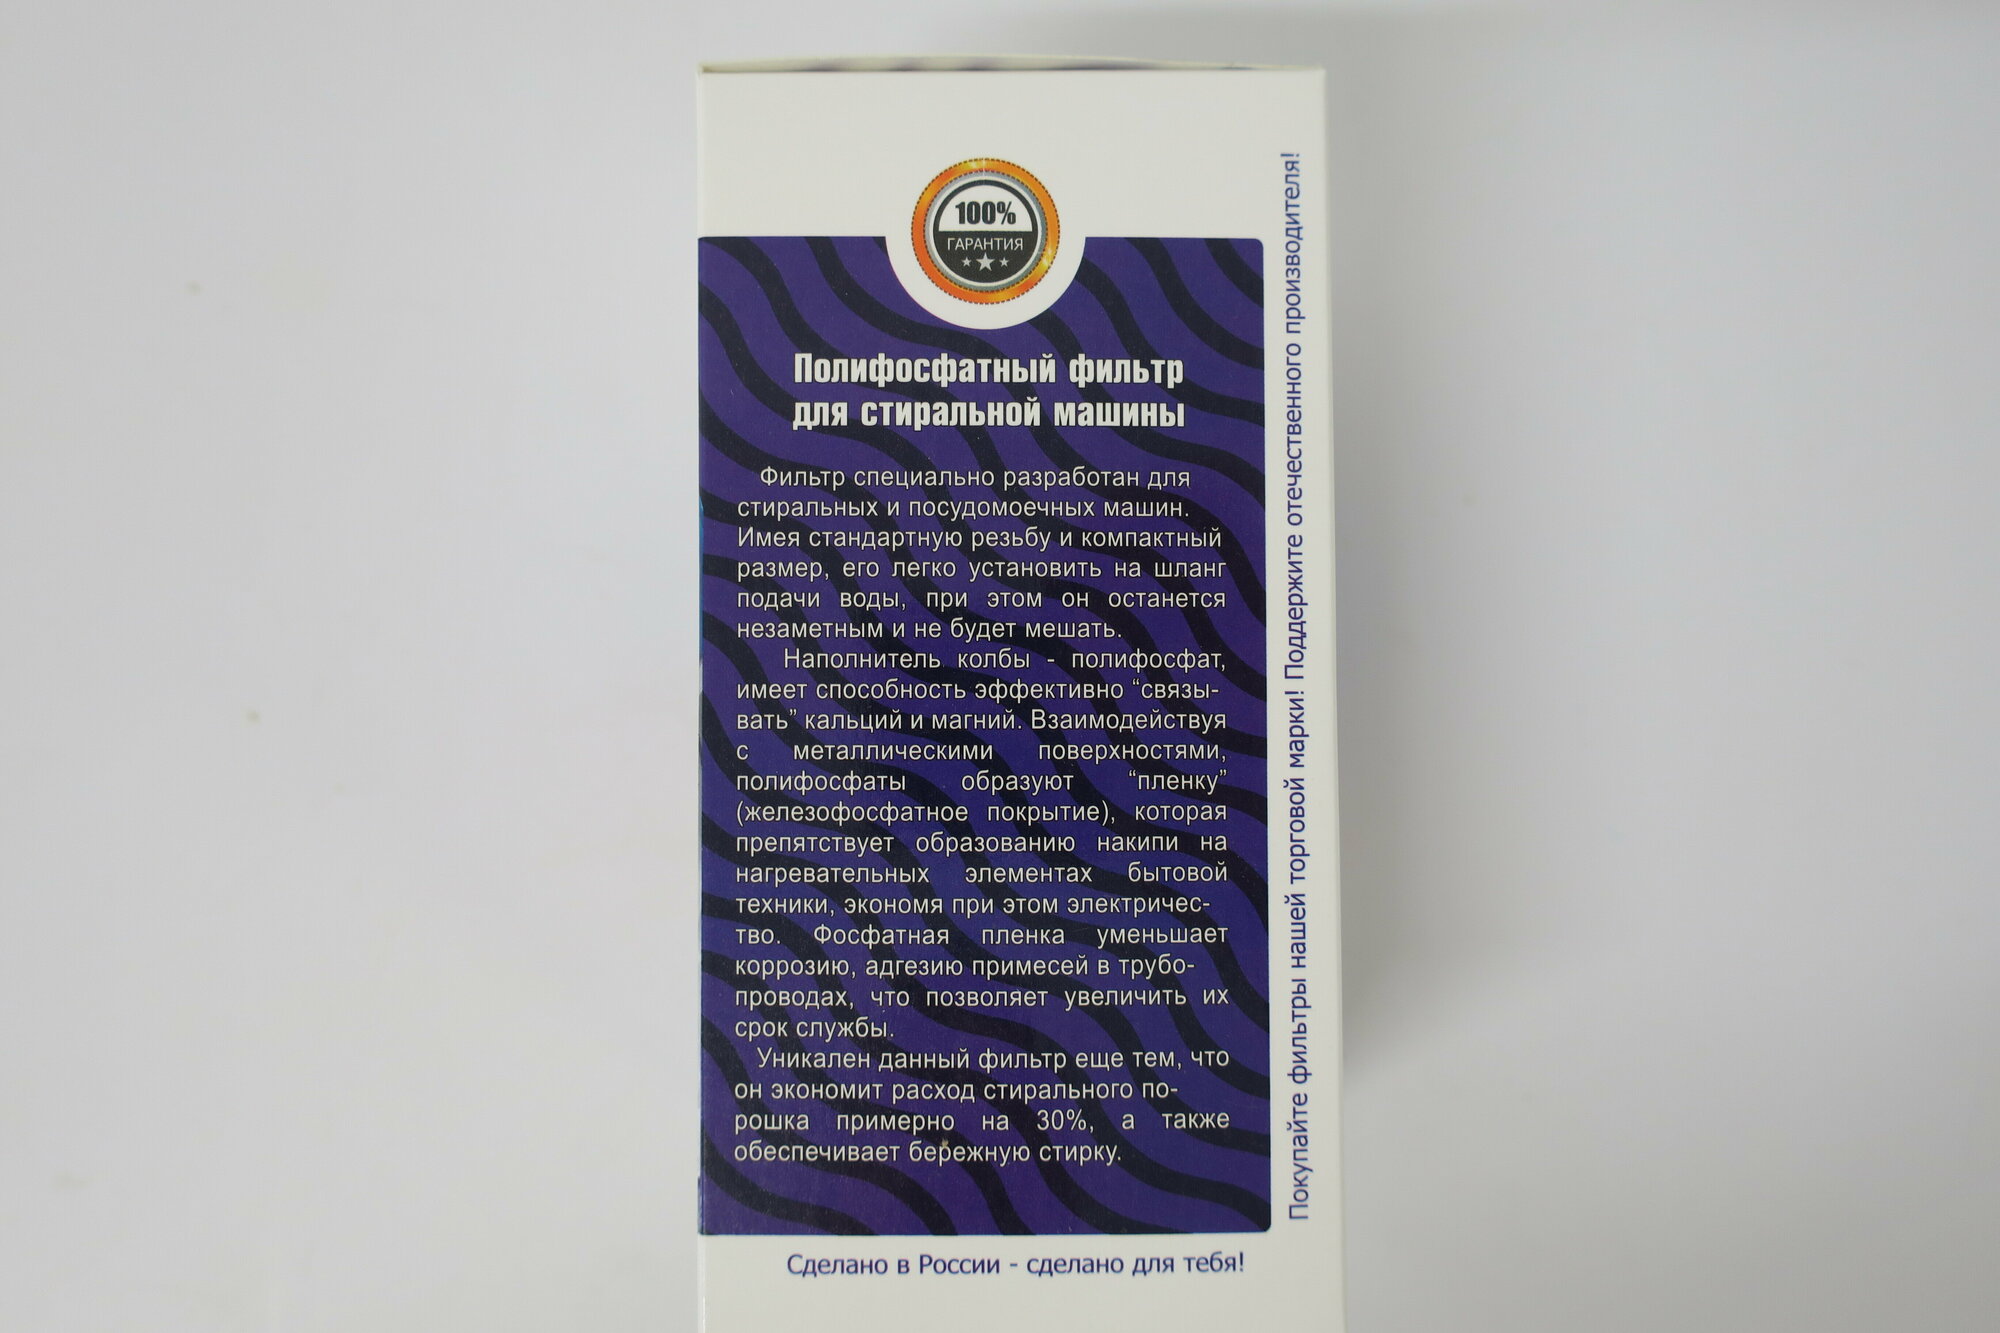 100%
ГАРАНТИЯ
Полифосфатный фильтр
для стиральной машины
Фильтр специально разработан для
стиральных и посудомоечных машин.
Имея стандартную резьбу и компактный
размер, его легко установить на шланг
подачи воды, при этом он останется
незаметным и не будет мешать.
Наполнитель колбы - полифосфат,
имеет способность эффективно “связы-
вать” кальций и магний. Взаимодействуя
с металлическими поверхностями,
полифосфаты образуют “пленку”
(железофосфатное покрытие), которая
препятствует образованию накипи на
нагревательных элементах бытовой
техники, экономя при этом электричес-
тво. Фосфатная пленка уменьшает
коррозию, адгезию примесей в трубо-
проводах, что позволяет увеличить их
срок службы.
Уникален данный фильтр еще тем, что
он экономит расход стирального по-
рошка примерно на 30%, а также
обеспечивает бережную стирку.
Сделано в России - сделано для тебя!
Покупайте фильтры нашей торговой марки! Поддержите отечественного производителя!